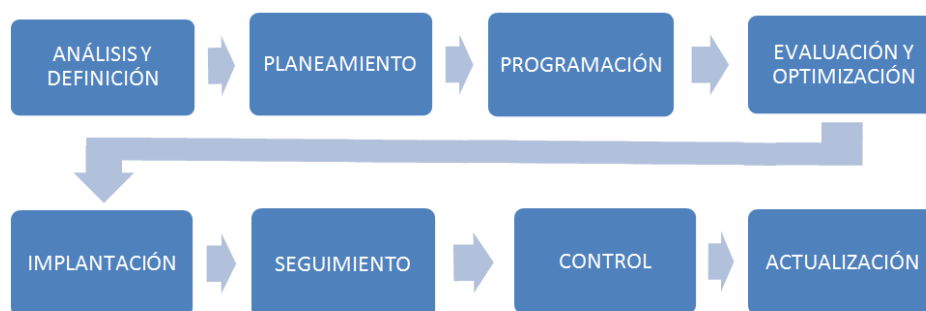 ANÁLISIS Y
DEFINICIÓN
PLANEAMIENTO
PROGRAMACIÓN
EVALUACIÓN Y
OPTIMIZACIÓN
IMPLANTACIÓN
SEGUIMIENTO
CONTROL
ACTUALIZACIÓN